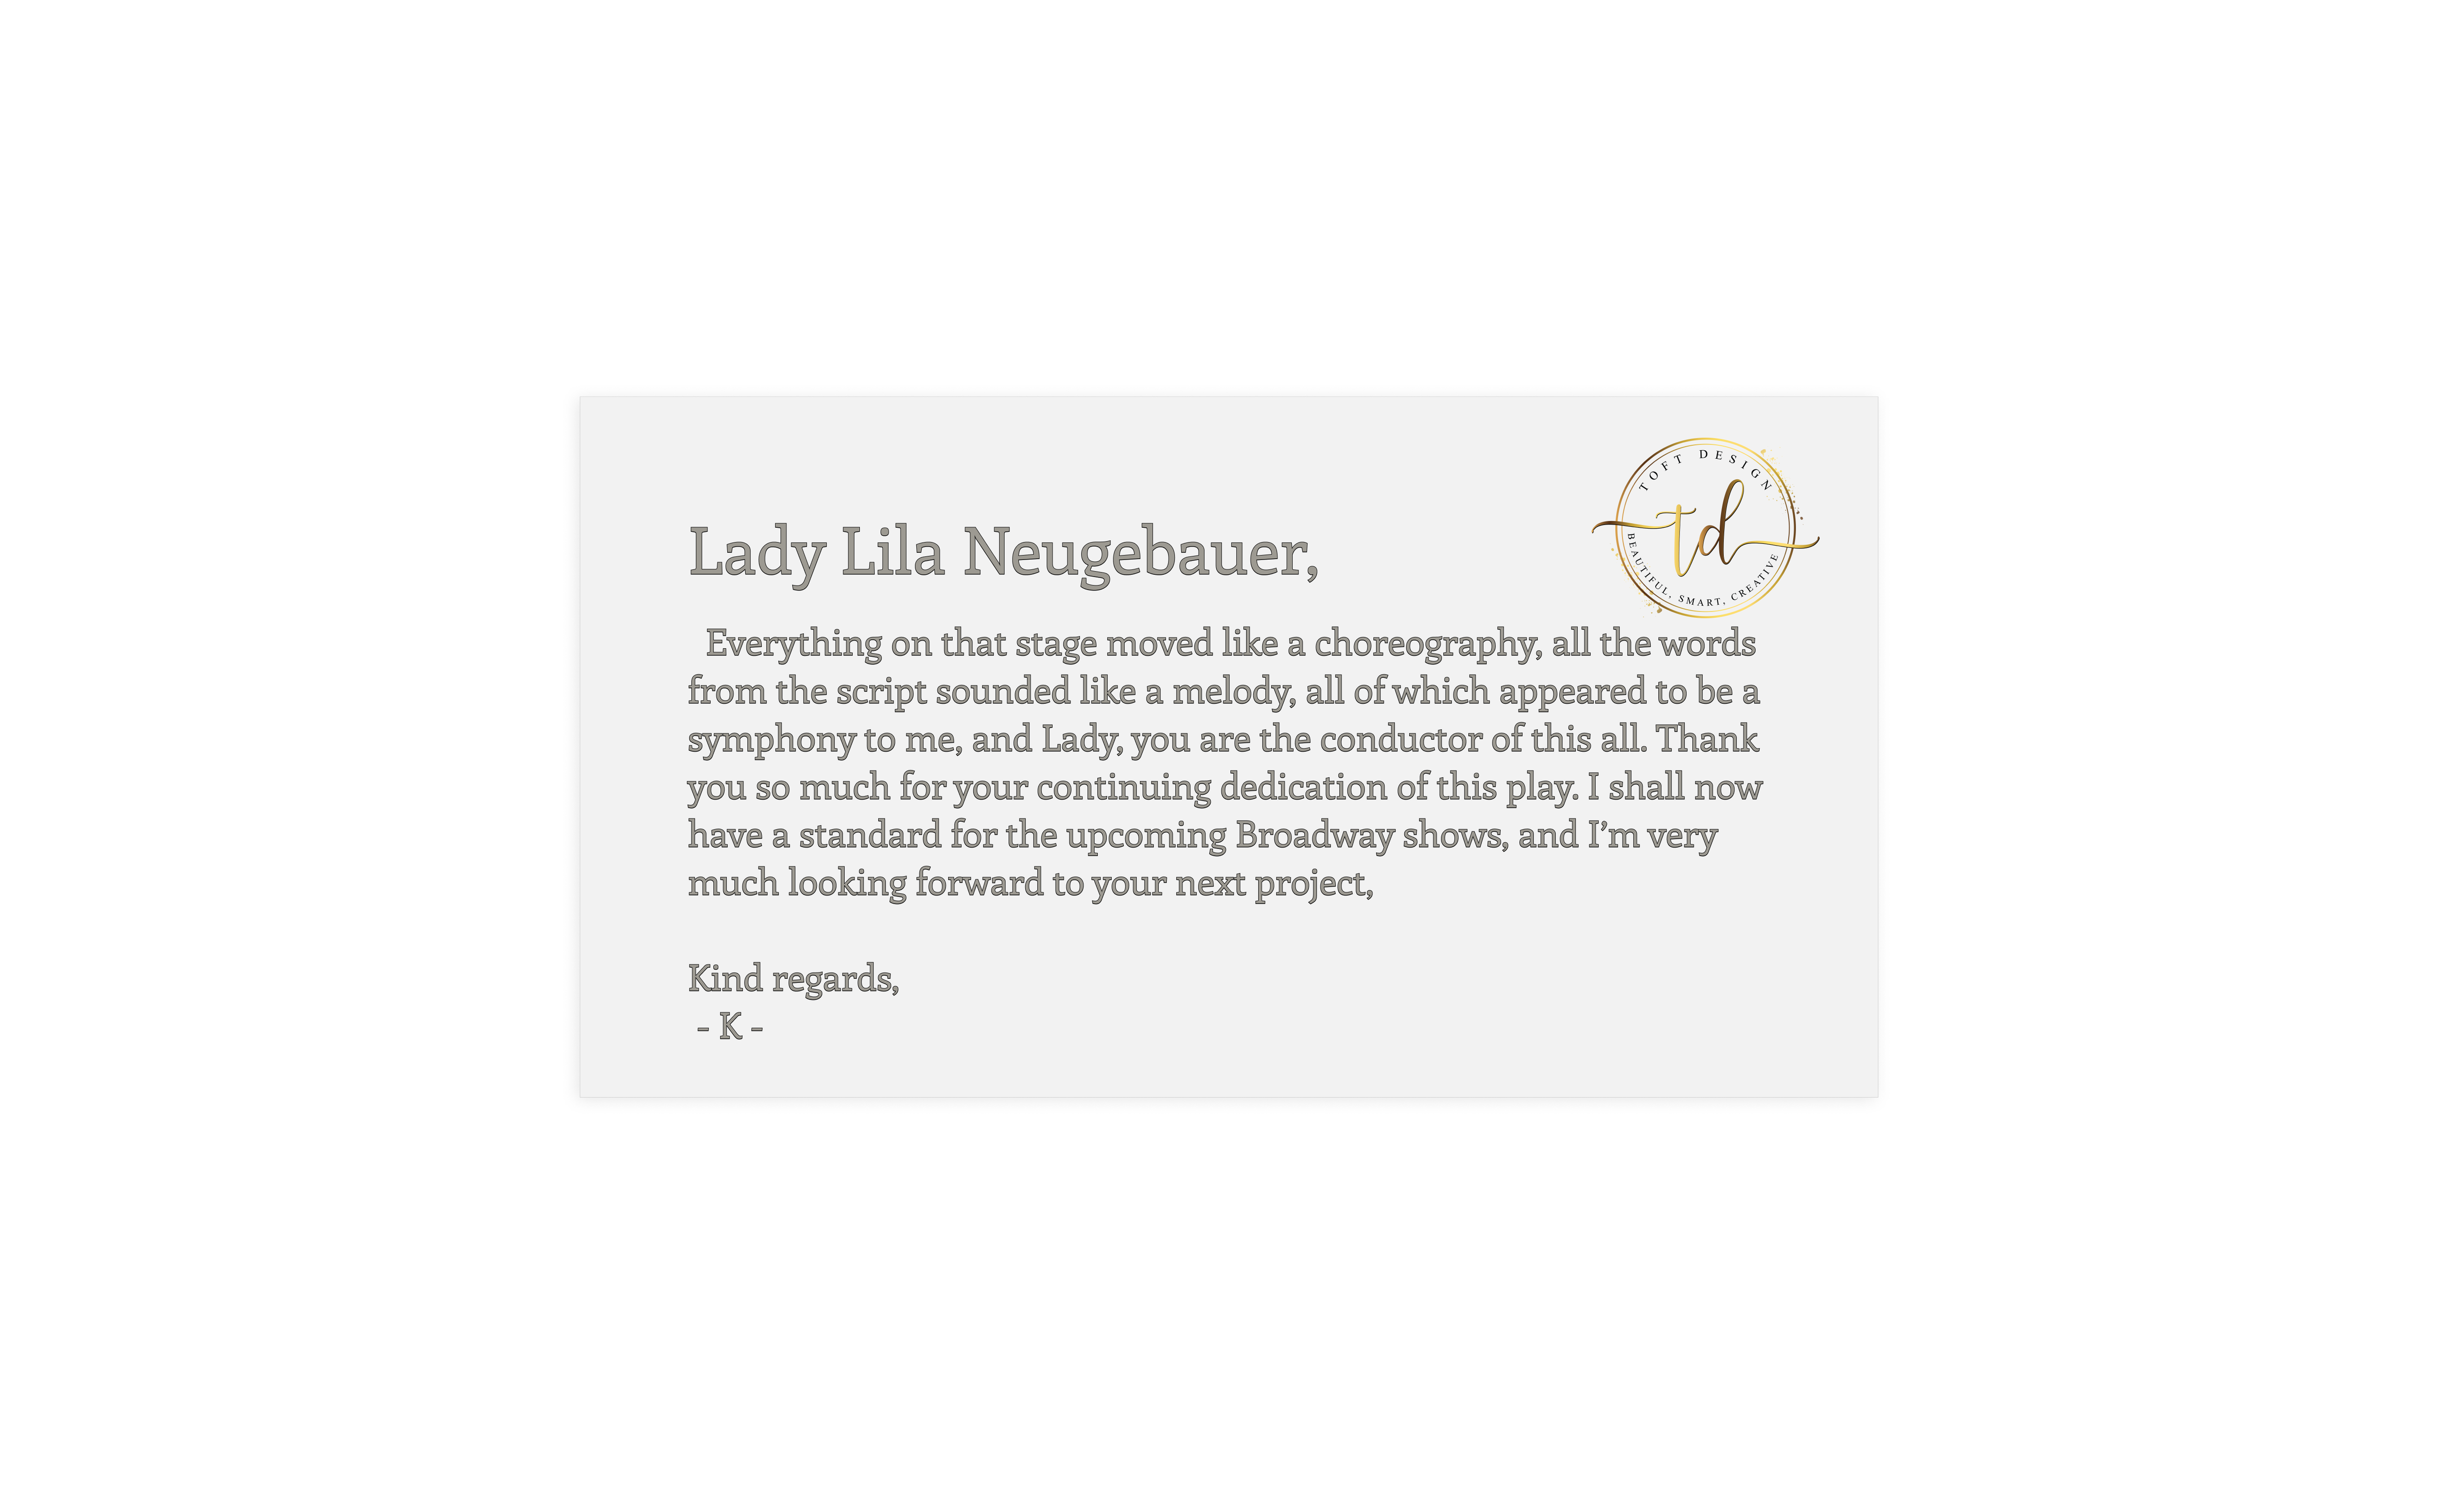 TOFT DESIGN
td
BEAUTIFUL, SMART, CREATIVE
Lady Lila Neugebauer,
Everything on that stage moved like a choreography, all the words
from the script sounded like a melody, all of which appeared to be a
symphony to me, and Lady, you are the conductor of this all. Thank
you so much for your continuing dedication of this play. I shall now
have a standard for the upcoming Broadway shows, and I’m very
much looking forward to your next project,
Kind regards,
- K -